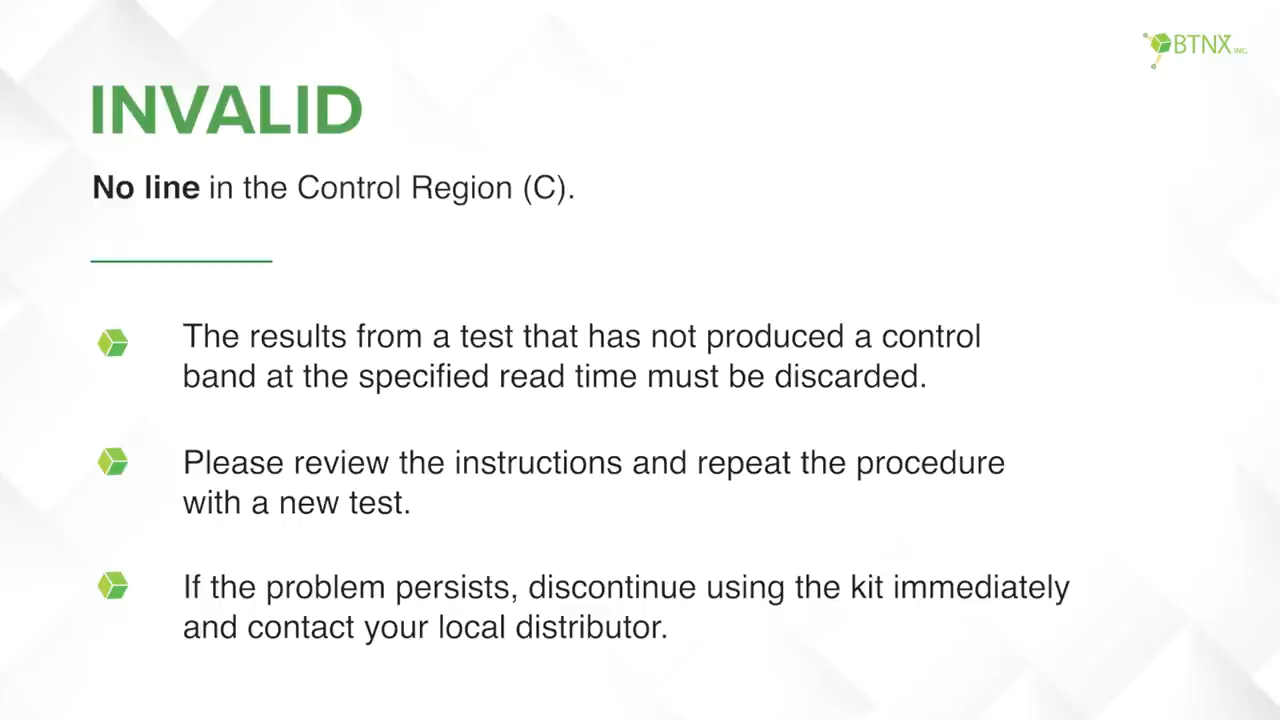 BTNX INC.
INVALID
No line in the Control Region (C).
The results from a test that has not produced a control
band at the specified read time must be discarded.
Please review the instructions and repeat the procedure
with a new test.
If the problem persists, discontinue using the kit immediately
and contact your local distributor.